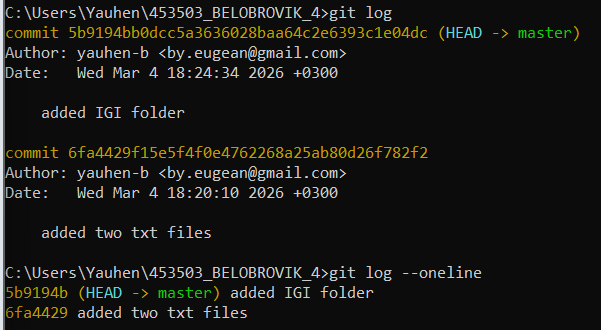 C:\Users\Yauhen\453503_BELOBROVIK_4>git log
commit 5b9194bb0dcc5a3636028baa64c2e6393c1e04dc (HEAD -> master)
Author: yauhen-b <by.eugean@gmail.com>
Date:   Wed Mar 4 18:24:34 2026 +0300
    added IGI folder
commit 6fa4429f15e5f4f0e4762268a25ab80d26f782f2
Author: yauhen-b <by.eugean@gmail.com>
Date:   Wed Mar 4 18:20:10 2026 +0300
    added two txt files
C:\Users\Yauhen\453503_BELOBROVIK_4>git log --oneline
5b9194b (HEAD -> master) added IGI folder
6fa4429 added two txt files